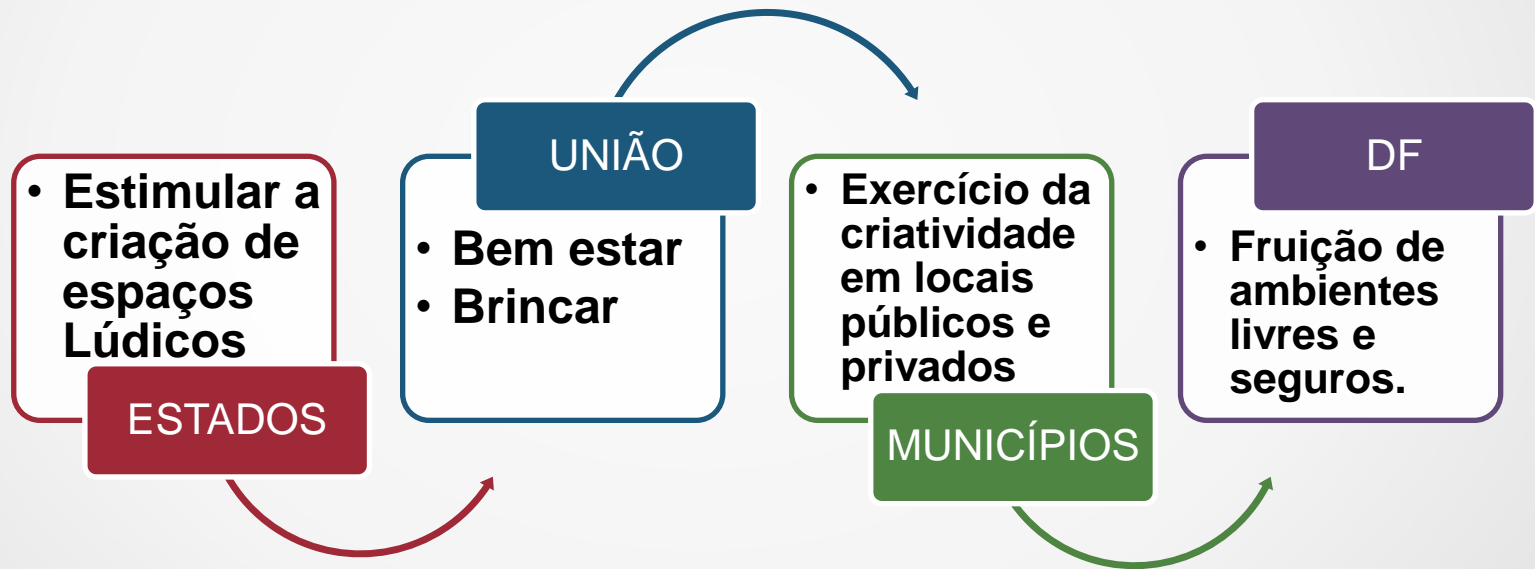 • Estimular a
criação de
espaços
Lúdicos
ESTADOS
UNIÃO
• Bem estar
• Brincar
• Exercício da
criatividade
em locais
públicos e
privados
MUNICÍPIOS
DF
• Fruição de
ambientes
livres e
seguros.